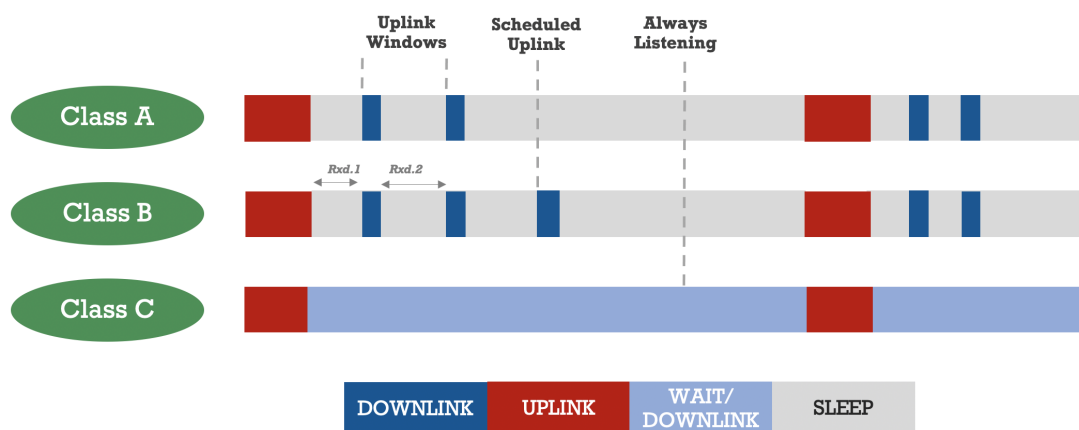 Uplink
Windows
Scheduled
Uplink
Always
Listening
Class A
Rxd.1
Rxd.2
Class B
Class C
DOWNLINK
UPLINK
WAIT/
DOWNLINK
SLEEP